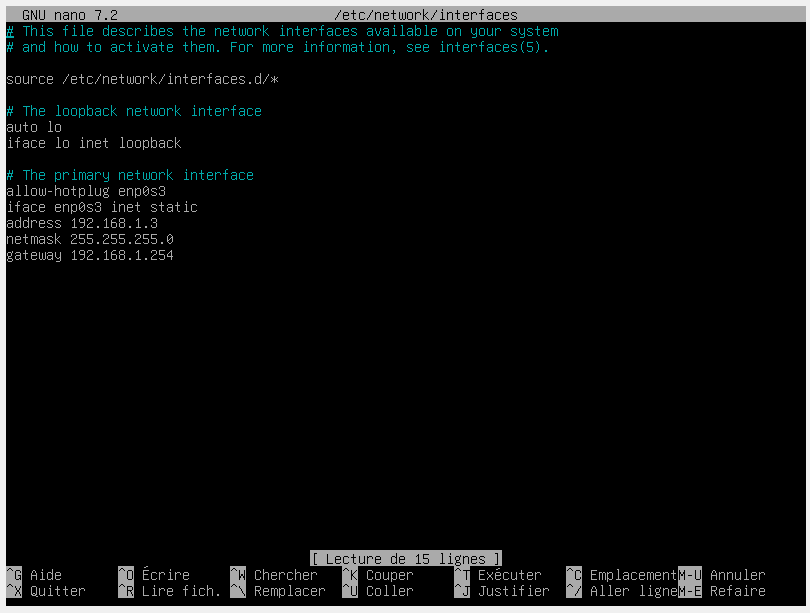 GNU nano 7.2 /etc/network/interfaces
# This file describes the network interfaces available on your system
# and how to activate them. For more information, see interfaces(5).
source /etc/network/interfaces.d/*
# The loopback network interface
auto lo
iface lo inet loopback
# The primary network interface
allow-hotplug enp0s3
iface enp0s3 inet static
address 192.168.1.3
netmask 255.255.255.0
gateway 192.168.1.254
[ Lecture de 15 lignes ]
^G Aide ^O Écrire ^W Chercher ^K Couper ^T Exécuter ^C Emplacement M-U Annuler
^X Quitter ^R Lire fich. ^\ Remplacer ^U Coller ^J Justifier ^/ Aller ligne M-E Refaire